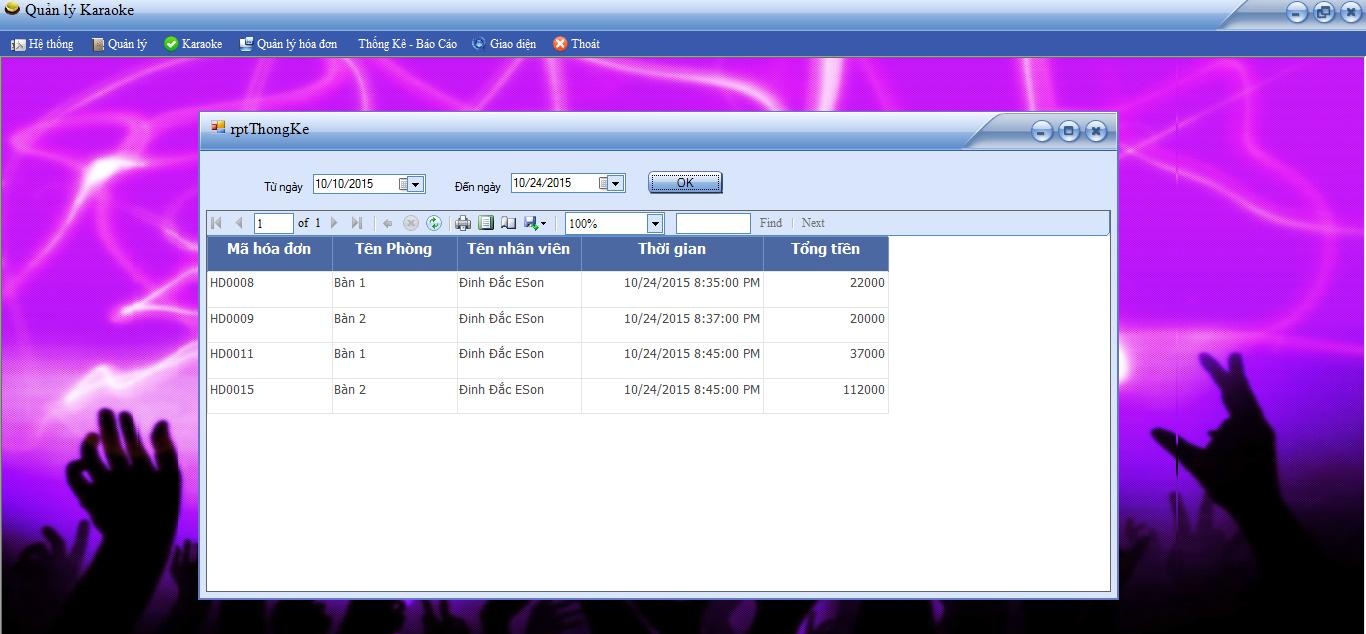 Quản lý Karaoke
Hệ thống Quản lý Karaoke Quản lý hóa đơn Thống Kê - Báo Cáo Giao diện Thoát
rptThongKe
Từ ngày 10/10/2015 Đến ngày 10/24/2015 OK
1 of 1 100% Find Next
Mã hóa đơn Tên Phòng Tên nhân viên Thời gian Tổng tiền
HD0008 Bàn 1 Đinh Đắc ESon 10/24/2015 8:35:00 PM 22000
HD0009 Bàn 2 Đinh Đắc ESon 10/24/2015 8:37:00 PM 20000
HD0011 Bàn 1 Đinh Đắc ESon 10/24/2015 8:45:00 PM 37000
HD0015 Bàn 2 Đinh Đắc ESon 10/24/2015 8:45:00 PM 112000